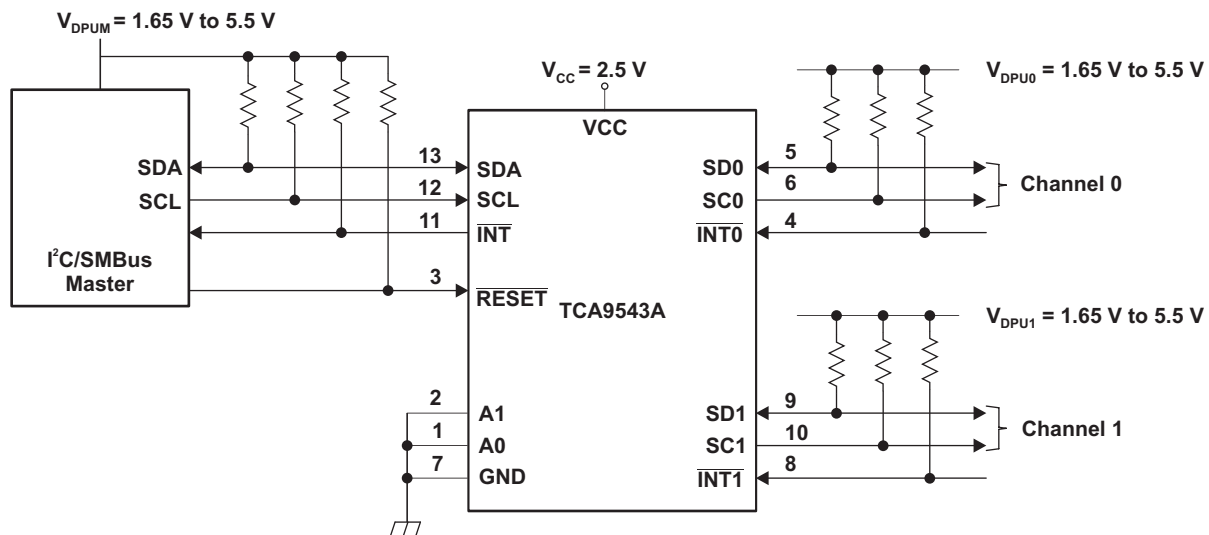 V_DPUM = 1.65 V to 5.5 V
V_CC = 2.5 V
V_DPU0 = 1.65 V to 5.5 V
VCC
SDA
13
SDA
SD0
5
SCL
12
SCL
SC0
6
Channel 0
11
INT
INT0
4
I²C/SMBus
Master
3
RESET
TCA9543A
V_DPU1 = 1.65 V to 5.5 V
2
A1
SD1
9
1
A0
SC1
10
Channel 1
7
GND
INT1
8